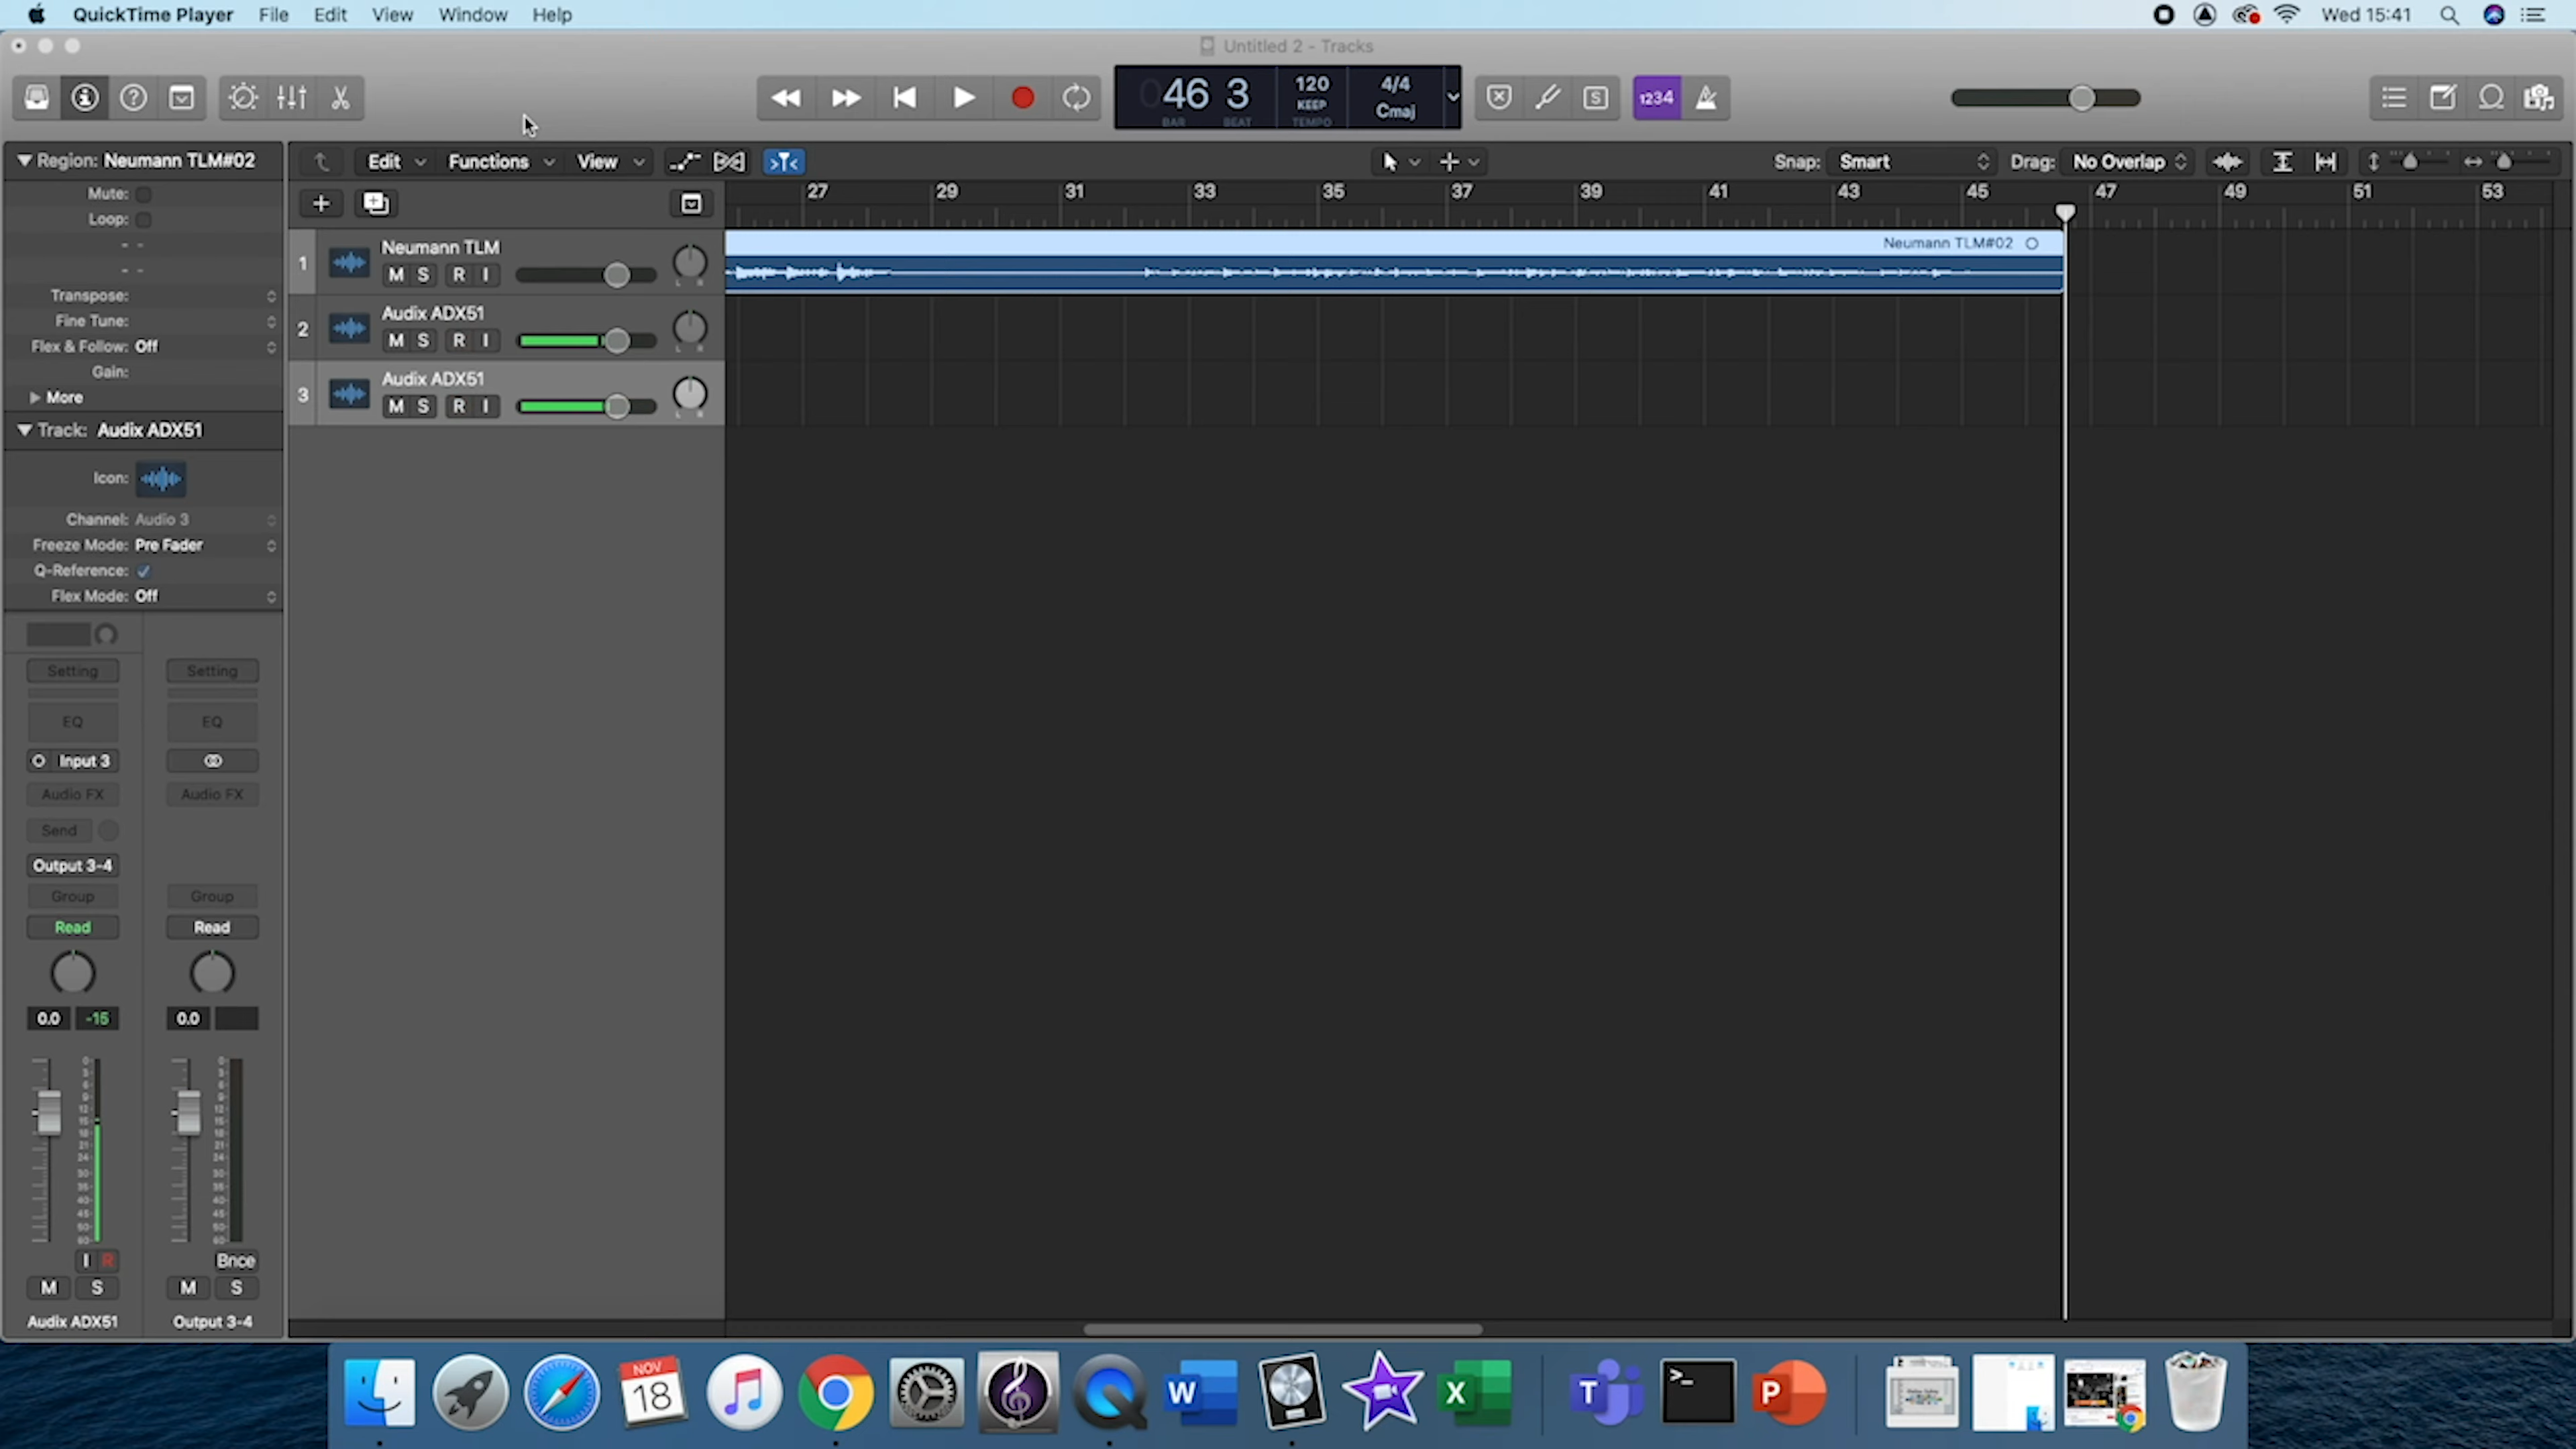 QuickTime Player File Edit View Window Help Wed 15:41
Untitled 2 - Tracks
46 3 120 KEEP 4/4 Cmaj 1234
BAR BEAT TEMPO
Region: Neumann TLM#02
Edit Functions View Snap: Smart Drag: No Overlap
Mute:
Loop:
27 29 31 33 35 37 39 41 43 45 47 49 51 53
Neumann TLM#02
1 Neumann TLM
M S R I L R
2 Audix ADX51
M S R I L R
3 Audix ADX51
M S R I L R
Transpose:
Fine Tune:
Flex & Follow: Off
Gain:
More
Track: Audix ADX51
Icon:
Channel: Audio 3
Freeze Mode: Pre Fader
Q-Reference:
Flex Mode: Off
Setting Setting
EQ EQ
Input 3
Audio FX Audio FX
Send
Output 3-4
Group Group
Read Read
0.0 -15 0.0
I R Bnce
M S M S
Audix ADX51 Output 3-4
NOV
18
W X T >_ P